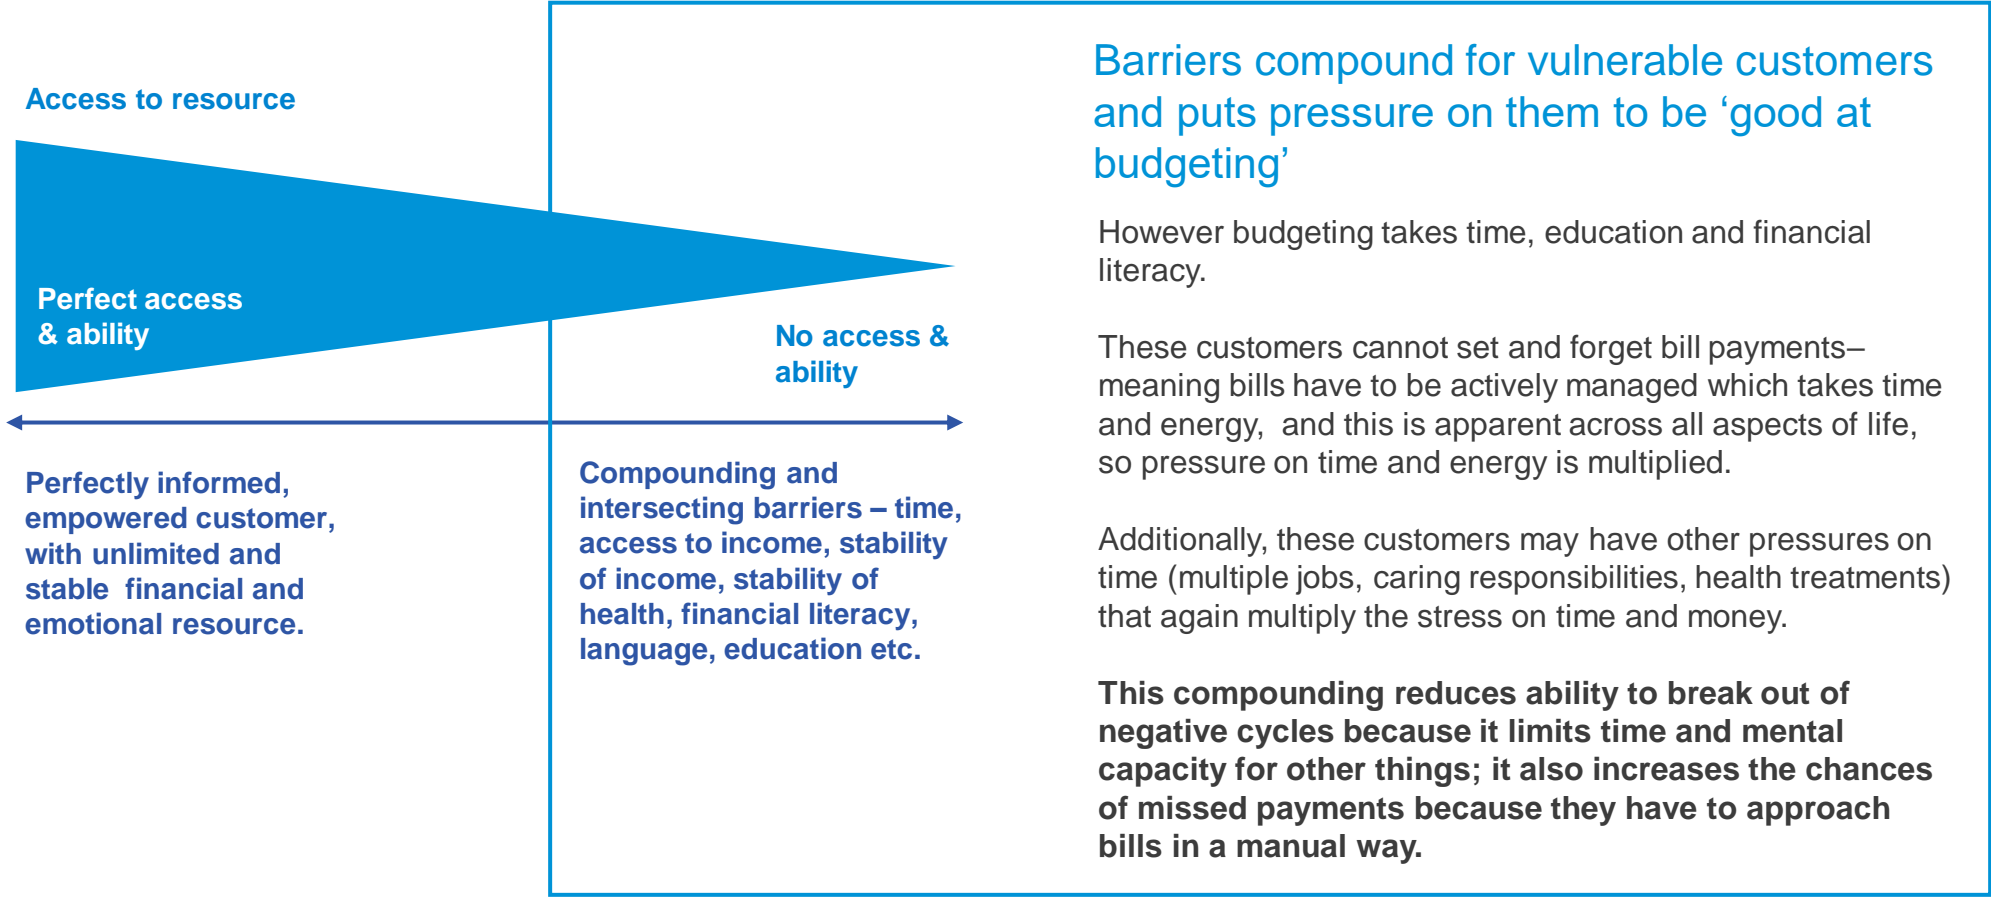 Access to resource
Perfect access
& ability
No access &
ability
Perfectly informed,
empowered customer,
with unlimited and
stable  financial and
emotional resource.
Compounding and
intersecting barriers – time,
access to income, stability
of income, stability of
health, financial literacy,
language, education etc.
Barriers compound for vulnerable customers
and puts pressure on them to be ‘good at
budgeting’
However budgeting takes time, education and financial
literacy.
These customers cannot set and forget bill payments–
meaning bills have to be actively managed which takes time
and energy,  and this is apparent across all aspects of life,
so pressure on time and energy is multiplied.
Additionally, these customers may have other pressures on
time (multiple jobs, caring responsibilities, health treatments)
that again multiply the stress on time and money.
This compounding reduces ability to break out of
negative cycles because it limits time and mental
capacity for other things; it also increases the chances
of missed payments because they have to approach
bills in a manual way.